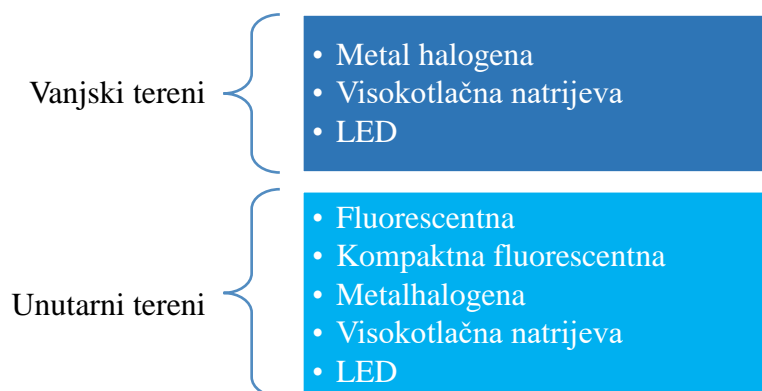 Vanjski tereni
• Metal halogena
• Visokotlačna natrijeva
• LED
Unutarni tereni
• Fluorescentna
• Kompaktna fluorescentna
• Metalhalogena
• Visokotlačna natrijeva
• LED